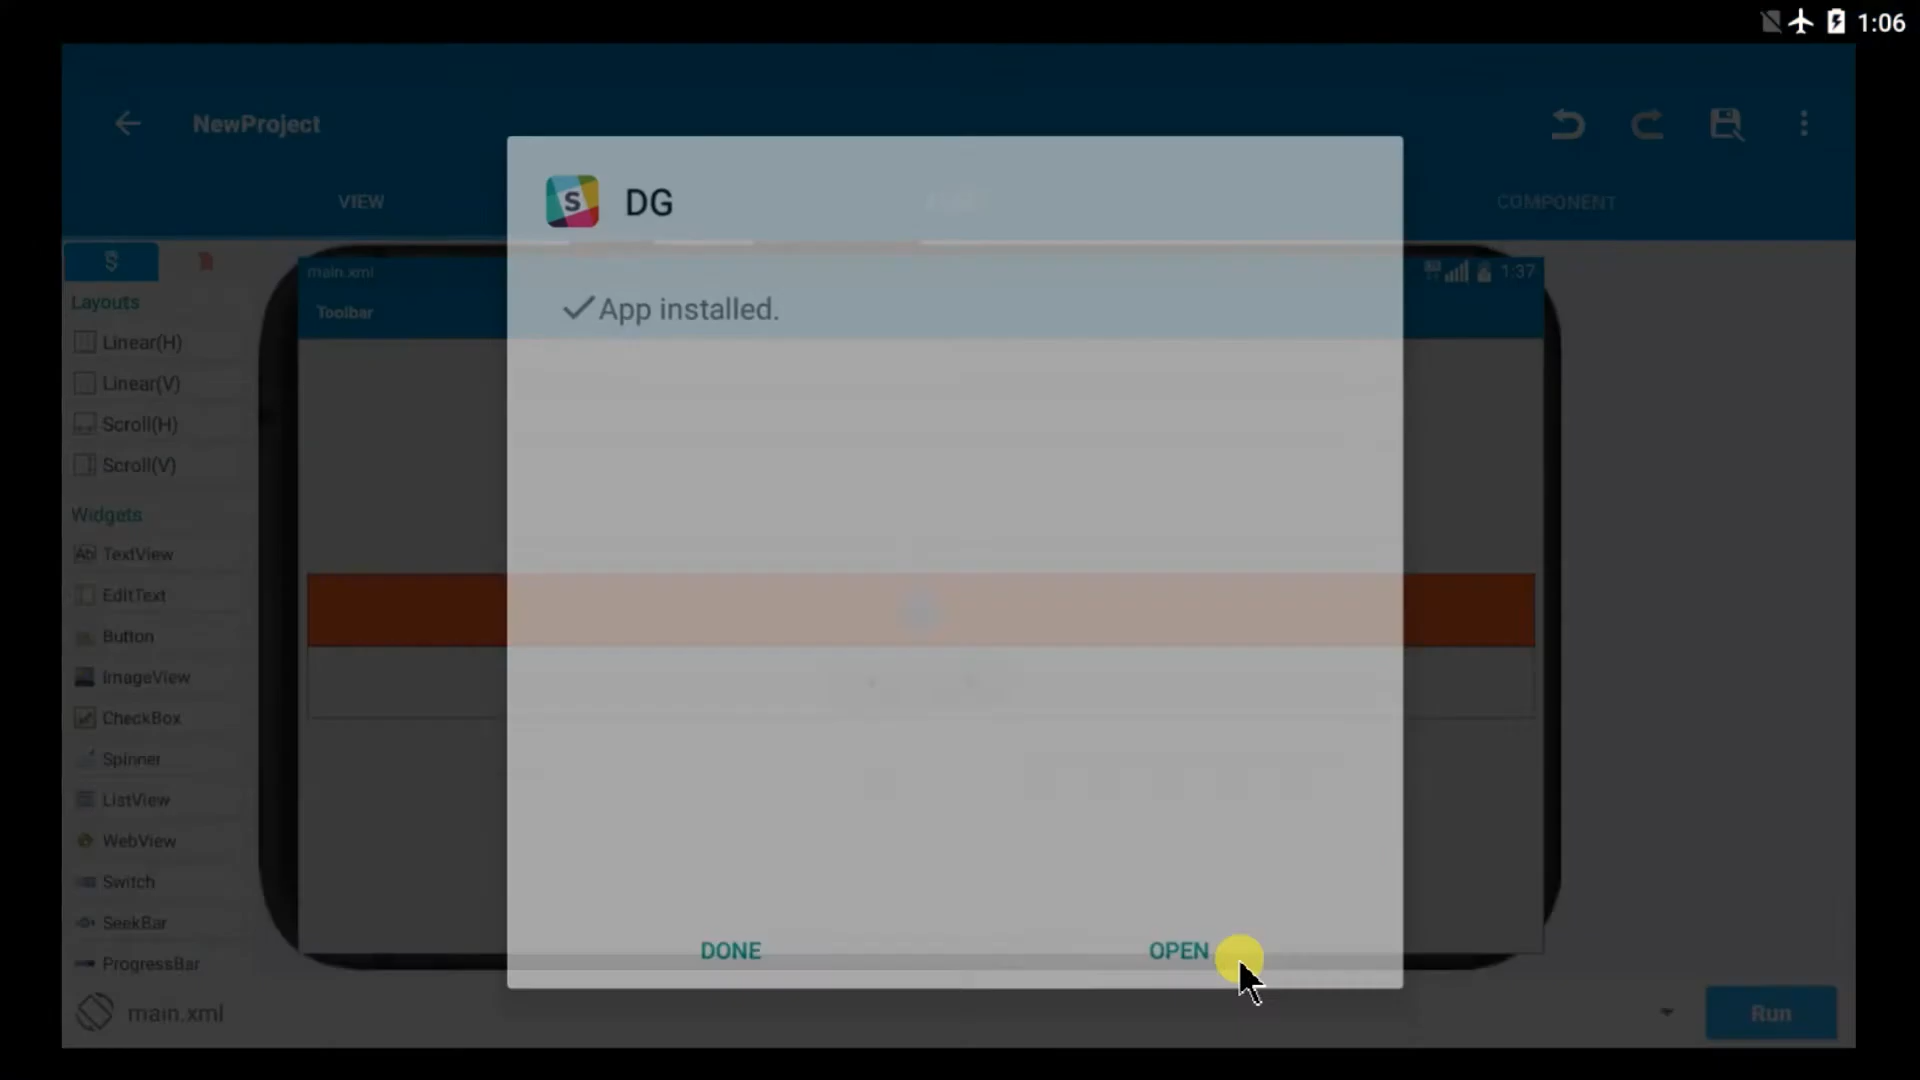 1:06
NewProject
VIEW
COMPONENT
S DG
App installed.
main.xml
1:37
Toolbar
Layouts
Linear(H)
Linear(V)
Scroll(H)
Scroll(V)
Widgets
Ab TextView
EditText
Button
ImageView
CheckBox
Spinner
ListView
WebView
Switch
SeekBar
ProgressBar
DONE
OPEN
main.xml
Run